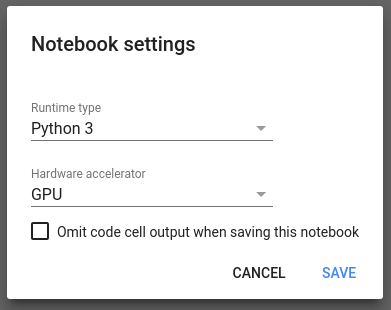 Notebook settings
Runtime type
Python 3
Hardware accelerator
GPU
Omit code cell output when saving this notebook
CANCEL SAVE